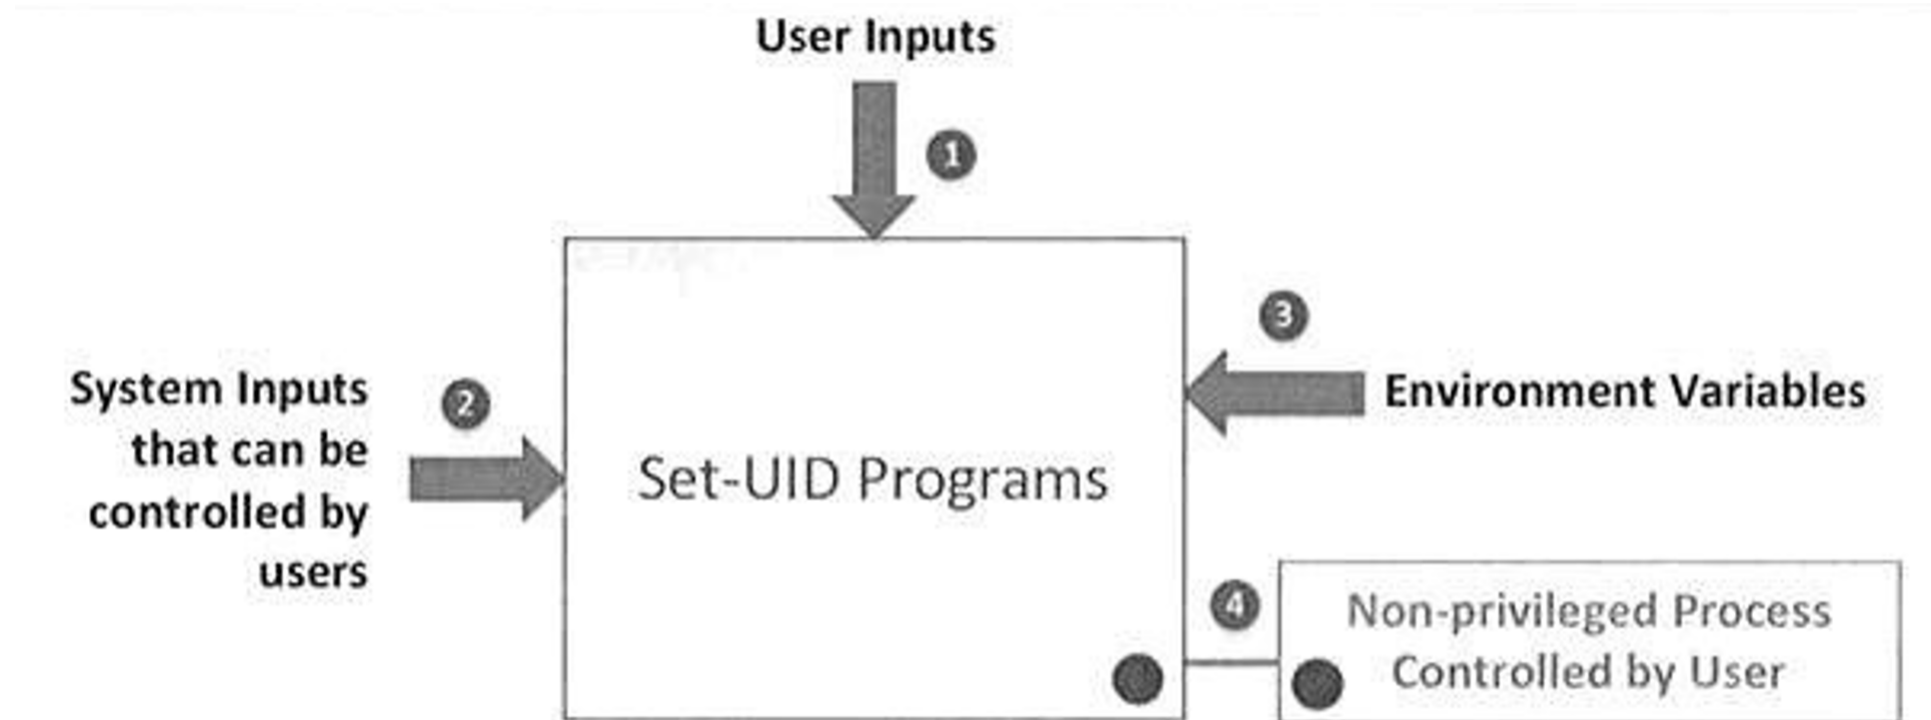 User Inputs
1
3
System Inputs
that can be
controlled by
users
2
Environment Variables
Set-UID Programs
4
Non-privileged Process
Controlled by User